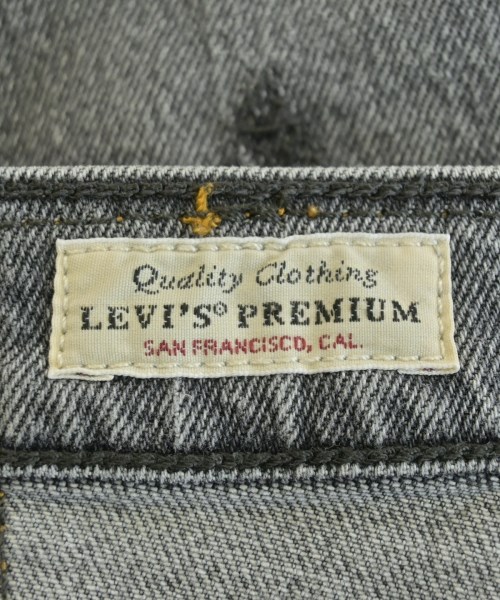 Quality Clothing
LEVI'S® PREMIUM
SAN FRANCISCO, CAL.